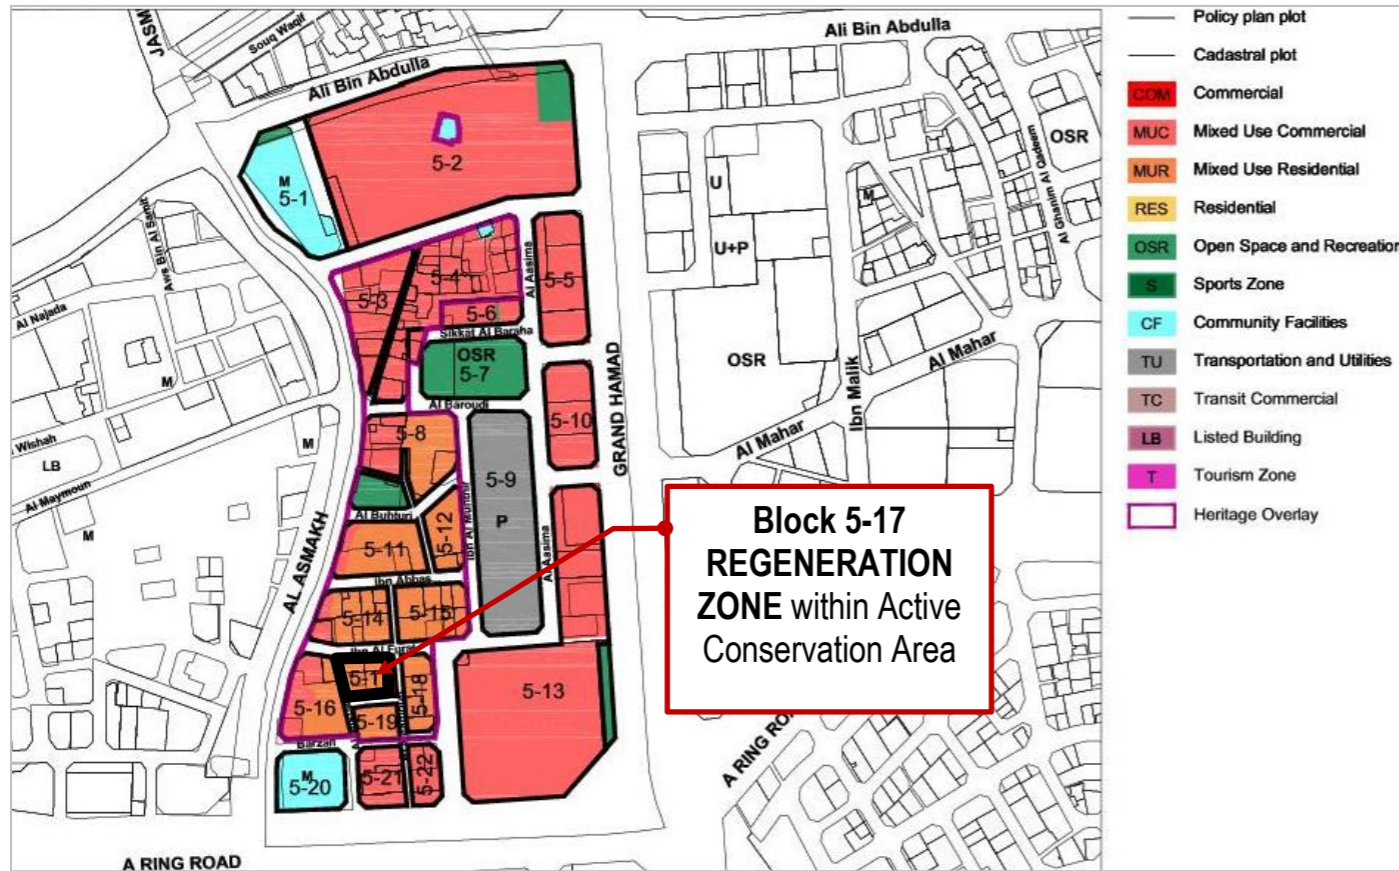 JASM
Souq Waqif
Ali Bin Abdulla
Ali Bin Abdulla
5-2
M
5-1
OSR
Al Ghanim Al Qadeem
U
M
U+P
Aws Bin Al Samit
Al Najada
M
5-3
5-4
Al Aasima
5-5
5-6
Sikkat Al Baraha
OSR
5-7
Al Baroudi
GRAND HAMAD
OSR
Ibn Malik
Al Mahar
Al Mahar
Wishah
LB
Al-Maymoun
M
M
AL ASMAKH
5-8
5-9
P
5-10
Al Buhturi
5-11
5-12
Al Aasima
Ibn Abbas
5-14
5-15
5-1
5-16
5-18
5-19
5-13
Barzan
M
5-20
5-21
5-22
A RING ROAD
A RING ROA
Block 5-17
REGENERATION
ZONE within Active
Conservation Area
Policy plan plot
Cadastral plot
COM Commercial
MUC Mixed Use Commercial
MUR Mixed Use Residential
RES Residential
OSR Open Space and Recreation
S Sports Zone
CF Community Facilities
TU Transportation and Utilities
TC Transit Commercial
LB Listed Building
T Tourism Zone
Heritage Overlay